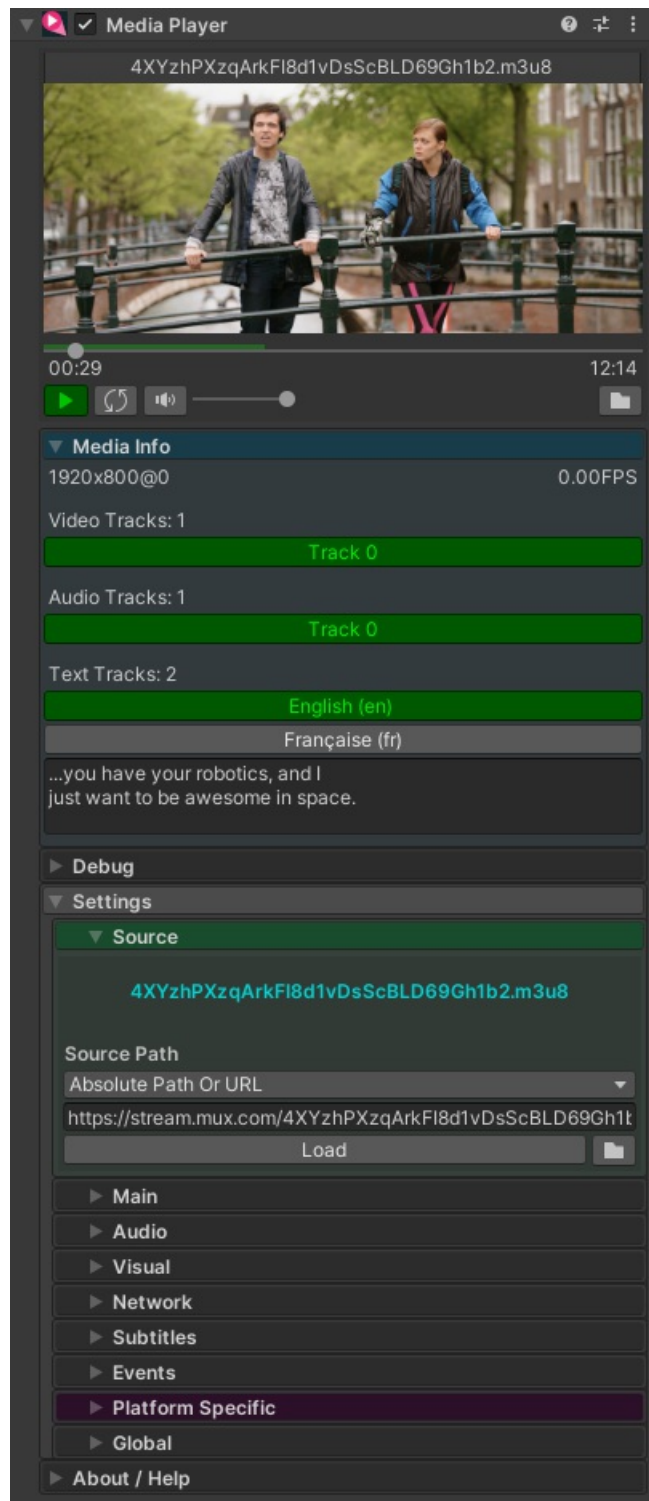 Media Player
4XYzhPXzqArkFl8d1vDsScBLD69Gh1b2.m3u8
00:29 12:14
Media Info
1920x800@0 0.00FPS
Video Tracks: 1
Track 0
Audio Tracks: 1
Track 0
Text Tracks: 2
English (en)
Française (fr)
...you have your robotics, and I
just want to be awesome in space.
Debug
Settings
Source
4XYzhPXzqArkFl8d1vDsScBLD69Gh1b2.m3u8
Source Path
Absolute Path Or URL
https://stream.mux.com/4XYzhPXzqArkFl8d1vDsScBLD69Gh1b
Load
Main
Audio
Visual
Network
Subtitles
Events
Platform Specific
Global
About / Help